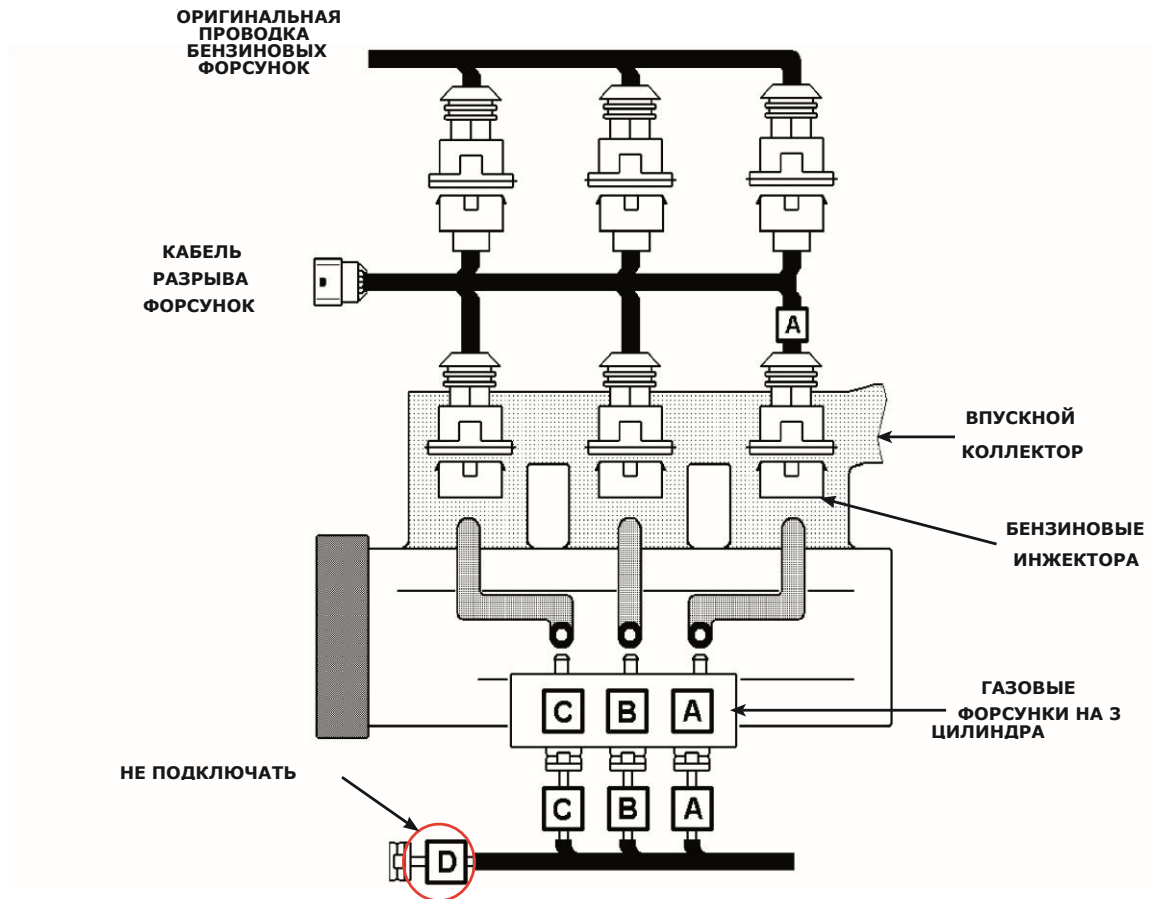 ОРИГИНАЛЬНАЯ
ПРОВОДКА
БЕНЗИНОВЫХ
ФОРСУНОК
КАБЕЛЬ
РАЗРЫВА
ФОРСУНОК
A
ВПУСКНОЙ
КОЛЛЕКТОР
БЕНЗИНОВЫЕ
ИНЖЕКТОРА
C B A
ГАЗОВЫЕ
ФОРСУНКИ НА 3
ЦИЛИНДРА
НЕ ПОДКЛЮЧАТЬ
C B A
D